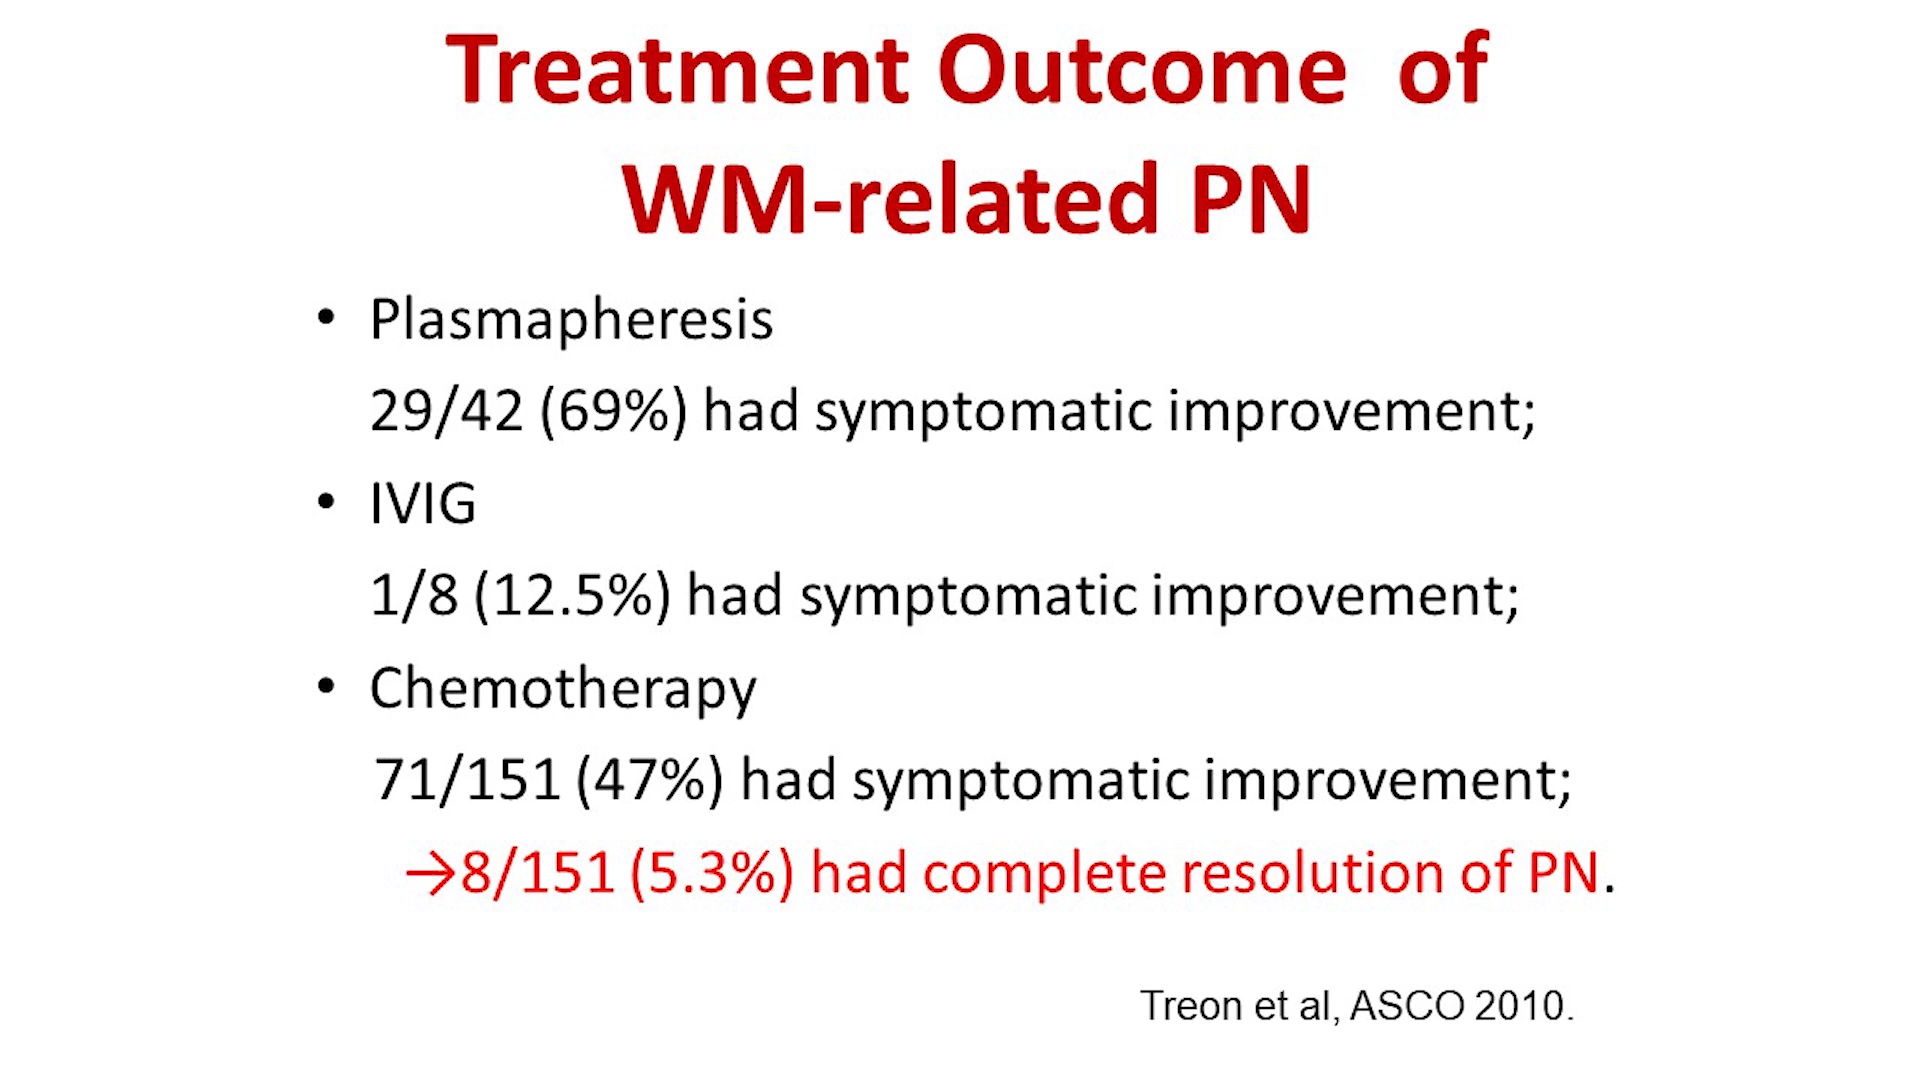 Treatment Outcome of
WM-related PN
• Plasmapheresis
29/42 (69%) had symptomatic improvement;
• IVIG
1/8 (12.5%) had symptomatic improvement;
• Chemotherapy
71/151 (47%) had symptomatic improvement;
→8/151 (5.3%) had complete resolution of PN.
Treon et al, ASCO 2010.